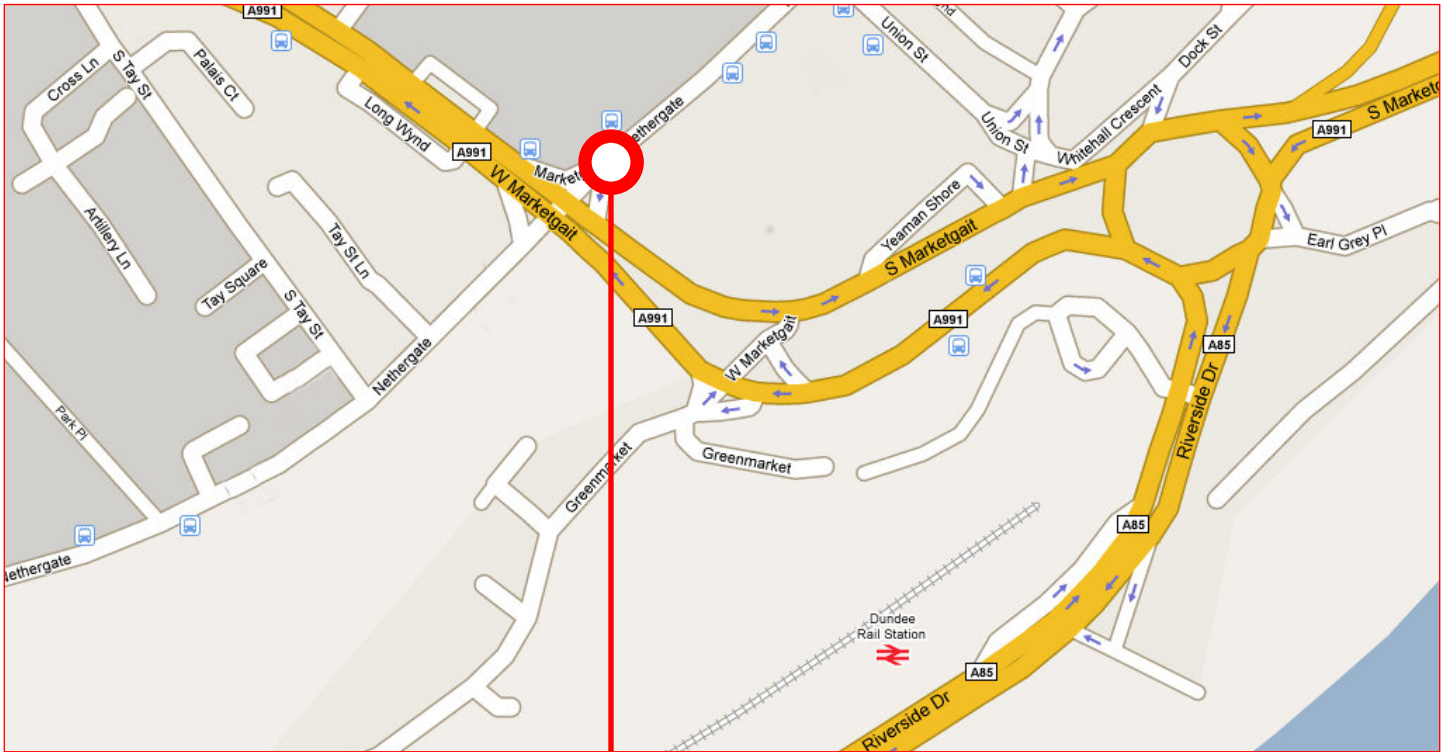 A991
Union St
Dock St
Cross Ln
S Tay St
Palais Ct
Long Wynd
Nethergate
A991
Union St
Whitehall Crescent
A991
S Marketg
W Marketgait
Yeaman Shore
S Marketgait
Earl Grey Pl
Artillery Ln
Tay St Ln
Tay Square
S Tay St
A991
A991
W Marketgait
A85
Riverside Dr
Nethergate
Park Pl
Greenmarket
Greenmarket
A85
Nethergate
Dundee
Rail Station
A85
Riverside Dr